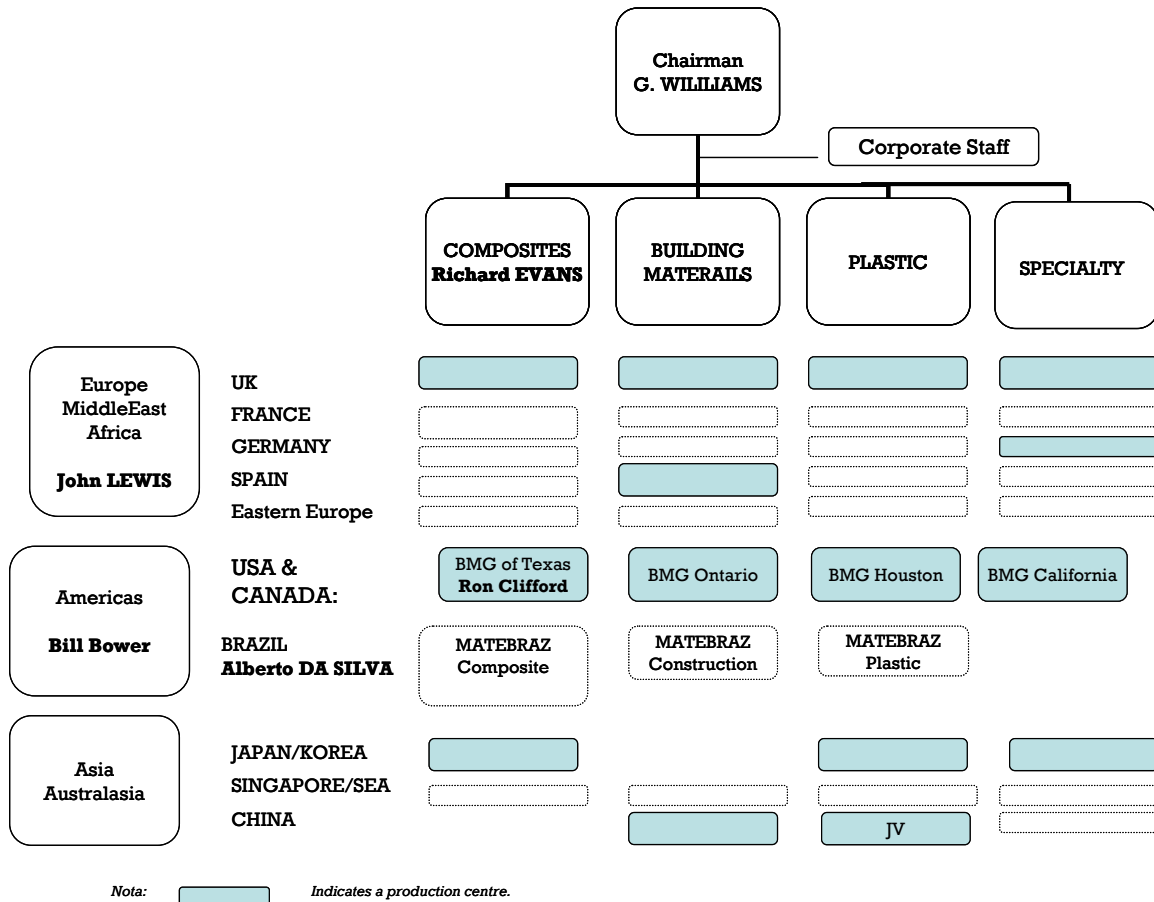 Chairman
G. WILILIAMS
Corporate Staff
COMPOSITES
Richard EVANS
BUILDING
MATERAILS
PLASTIC
SPECIALTY
Europe
MiddleEast
Africa
John LEWIS
UK
FRANCE
GERMANY
SPAIN
Eastern Europe
Americas
Bill Bower
USA &
CANADA:
BMG of Texas
Ron Clifford
BMG Ontario
BMG Houston
BMG California
BRAZIL
Alberto DA SILVA
MATEBRAZ
Composite
MATEBRAZ
Construction
MATEBRAZ
Plastic
Asia
Australasia
JAPAN/KOREA
SINGAPORE/SEA
CHINA
JV
Nota: Indicates a production centre.